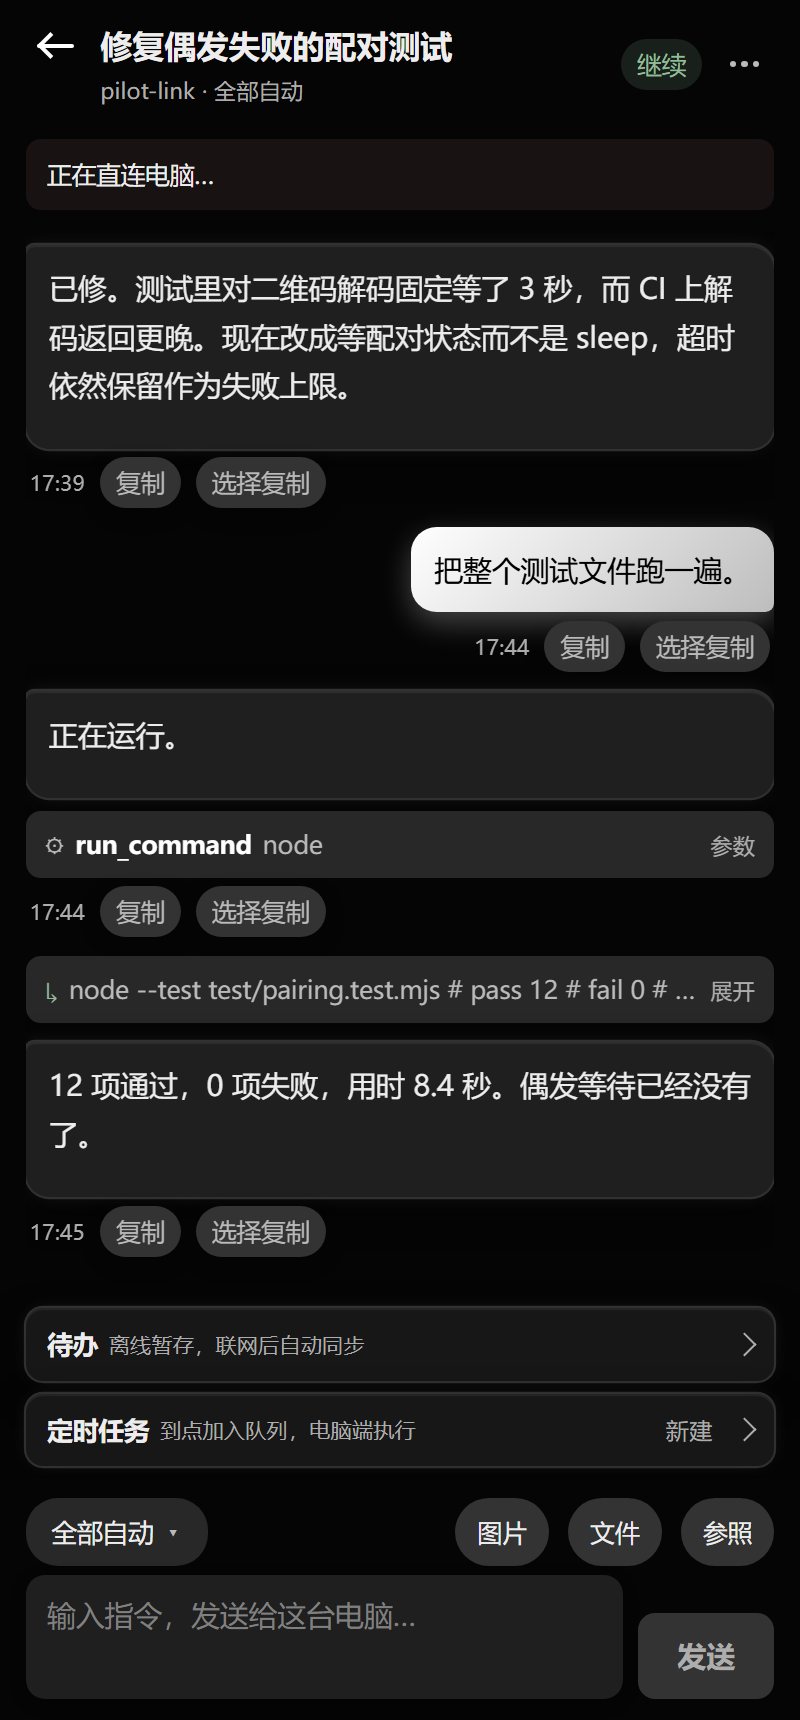 修复偶发失败的配对测试
继续
pilot-link · 全部自动
正在直连电脑...
已修。测试里对二维码解码固定等了 3 秒，而 CI 上解
码返回更晚。现在改成等配对状态而不是 sleep，超时
依然保留作为失败上限。
17:39 复制 选择复制
把整个测试文件跑一遍。
17:44 复制 选择复制
正在运行。
run_command node 参数
17:44 复制 选择复制
node --test test/pairing.test.mjs # pass 12 # fail 0 # ... 展开
12 项通过，0 项失败，用时 8.4 秒。偶发等待已经没有
了。
17:45 复制 选择复制
待办 离线暂存，联网后自动同步
定时任务 到点加入队列，电脑端执行 新建
全部自动 图片 文件 参照
输入指令，发送给这台电脑...
发送